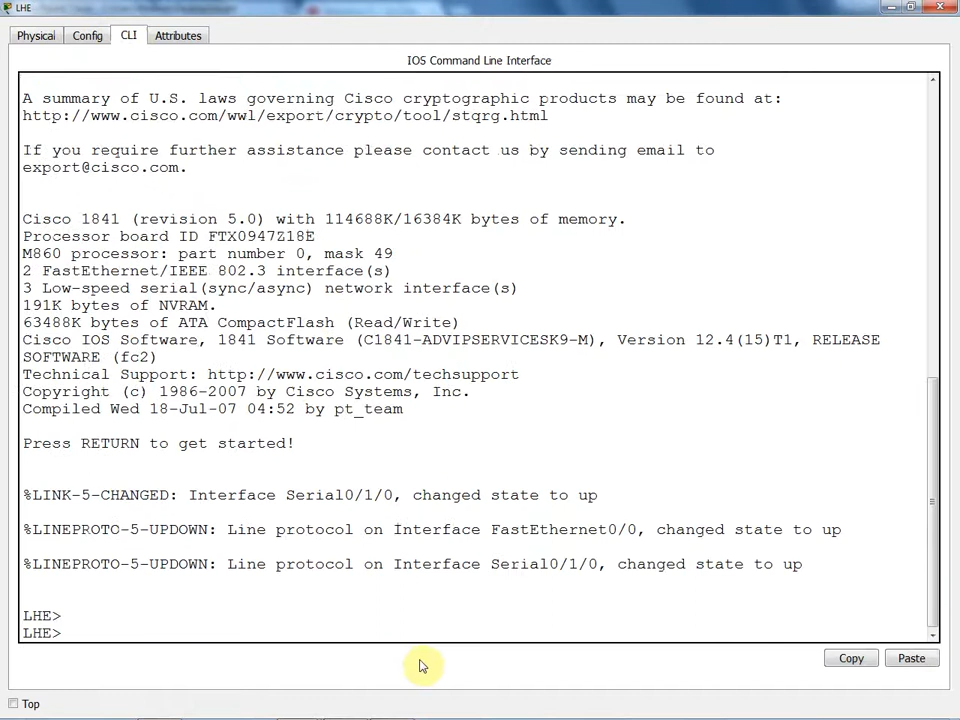 LHE
Physical
Config
CLI
Attributes
IOS Command Line Interface
A summary of U.S. laws governing Cisco cryptographic products may be found at:
http://www.cisco.com/wwl/export/crypto/tool/stqrg.html
If you require further assistance please contact us by sending email to
export@cisco.com.
Cisco 1841 (revision 5.0) with 114688K/16384K bytes of memory.
Processor board ID FTX0947Z18E
M860 processor: part number 0, mask 49
2 FastEthernet/IEEE 802.3 interface(s)
3 Low-speed serial(sync/async) network interface(s)
191K bytes of NVRAM.
63488K bytes of ATA CompactFlash (Read/Write)
Cisco IOS Software, 1841 Software (C1841-ADVIPSERVICESK9-M), Version 12.4(15)T1, RELEASE
SOFTWARE (fc2)
Technical Support: http://www.cisco.com/techsupport
Copyright (c) 1986-2007 by Cisco Systems, Inc.
Compiled Wed 18-Jul-07 04:52 by pt_team
Press RETURN to get started!
%LINK-5-CHANGED: Interface Serial0/1/0, changed state to up
%LINEPROTO-5-UPDOWN: Line protocol on Interface FastEthernet0/0, changed state to up
%LINEPROTO-5-UPDOWN: Line protocol on Interface Serial0/1/0, changed state to up
LHE>
LHE>
Copy
Paste
Top